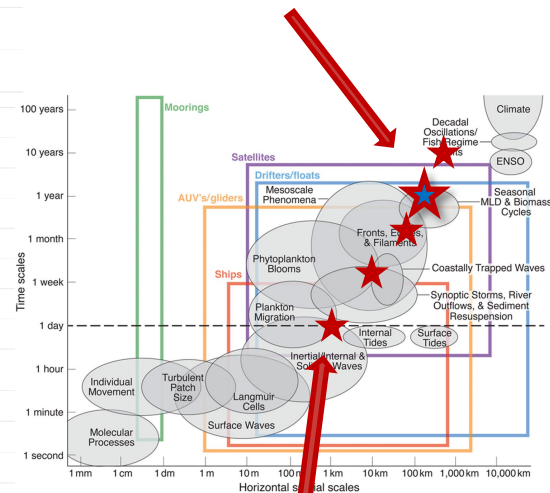 100 years
10 years
1 year
1 month
1 week
1 day
1 hour
1 minute
1 second
Time scales
Moorings
Satellites
Drifters/floats
AUV's/gliders
Ships
Climate
Decadal
Oscillations/
Fish Regime
ENSO
Mesoscale
Phenomena
Seasonal
MLD & Biomass
Cycles
Fronts,
& Filaments
Phytoplankton
Blooms
Coastally Trapped Waves
Synoptic Storms, River
Outflows, & Sediment
Resuspension
Plankton
Migration
Internal
Tides
Surface
Tides
Inertial/Internal &
Waves
Individual
Movement
Turbulent
Patch
Size
Langmuir
Cells
Surface Waves
Molecular
Processes
1 mm
1 cm
1 dm
1 m
10 m
100 m
1 km
10 km
100 km
1000 km
10,000 km
Horizontal scales